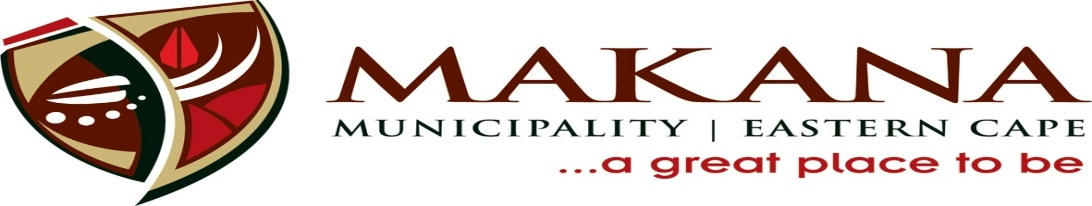 MAKANA
MUNICIPALITY | EASTERN CAPE
...a great place to be